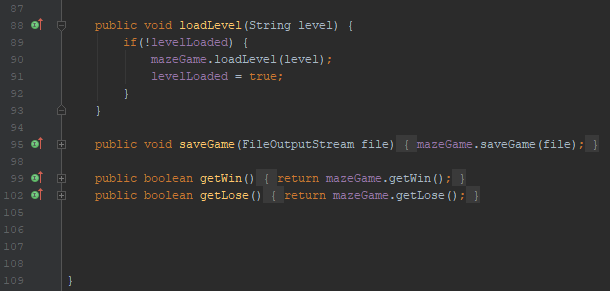 87
88 public void loadLevel(String level) {
89 if(!levelLoaded) {
90 mazeGame.loadLevel(level);
91 levelLoaded = true;
92 }
93 }
94
95 public void saveGame(FileOutputStream file) { mazeGame.saveGame(file); }
98
99 public boolean getWin() { return mazeGame.getWin(); }
102 public boolean getLose() { return mazeGame.getLose(); }
105
106
107
108
109 }